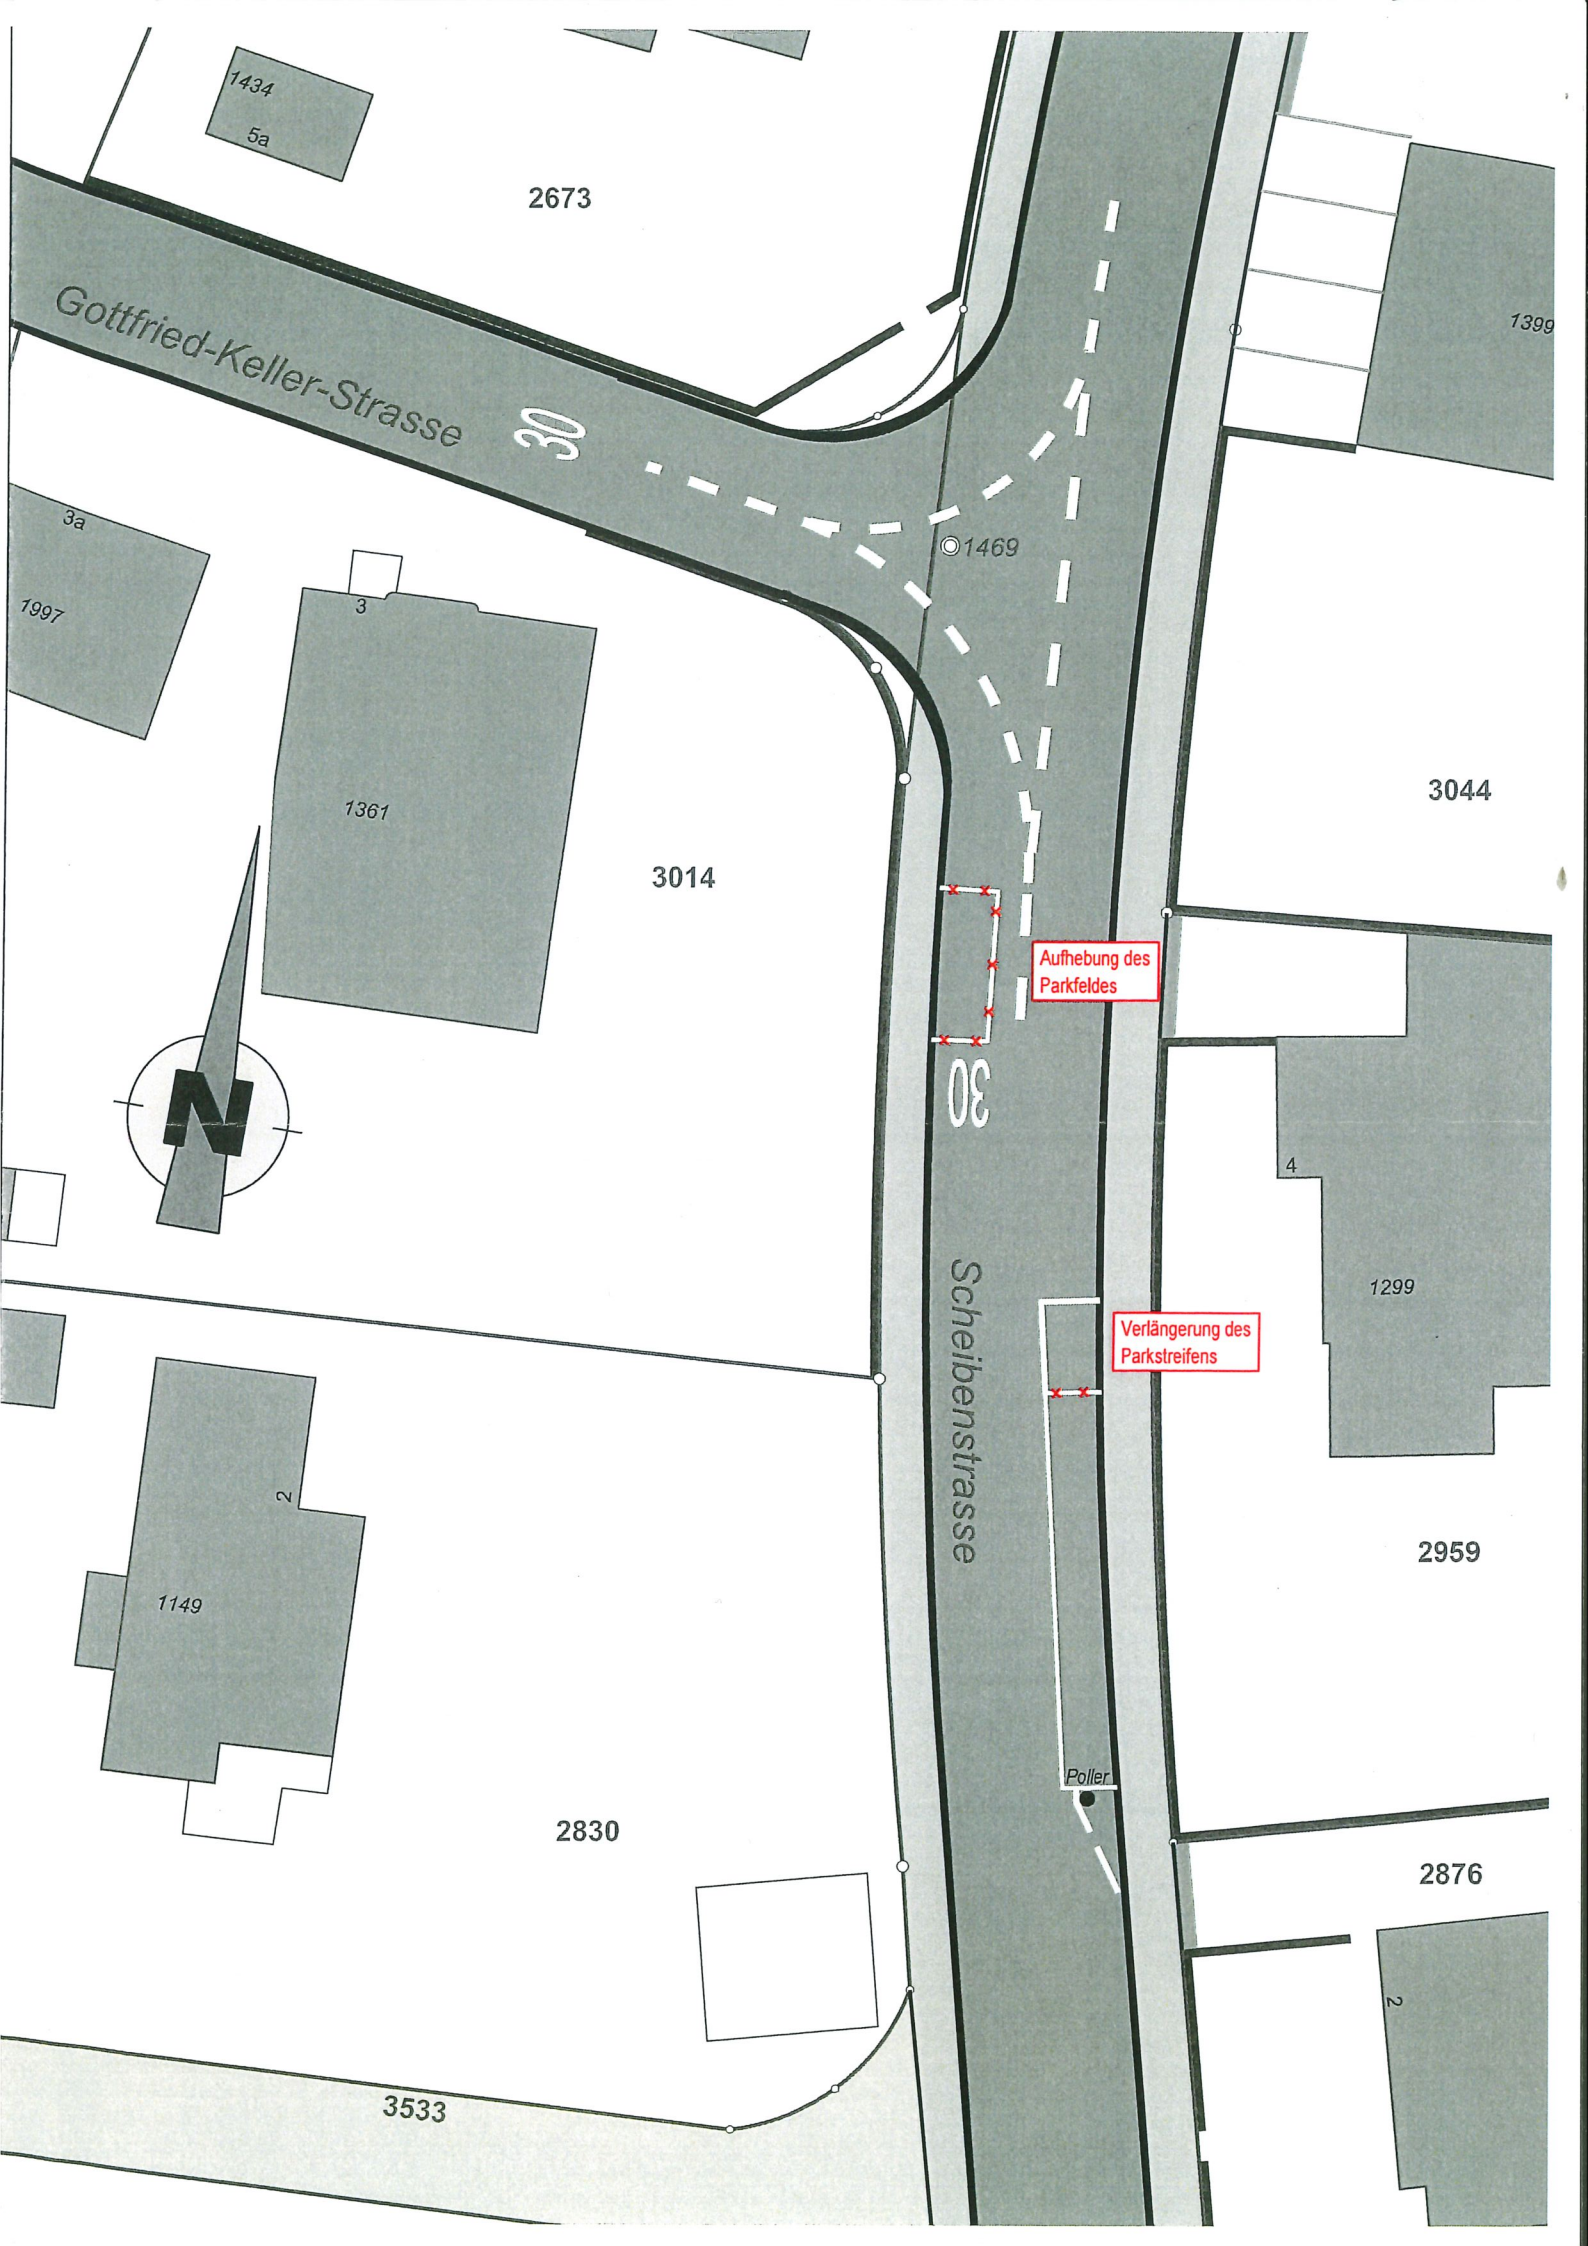 1434
5a
2673
Gottfried-Keller-Strasse
30
1399
3a
1469
1997
3
1361
3044
3014
Aufhebung des
Parkfeldes
30
N
4
1299
Scheibenstrasse
Verlängerung des
Parkstreifens
2
2959
1149
Poller
2830
2876
2
3533